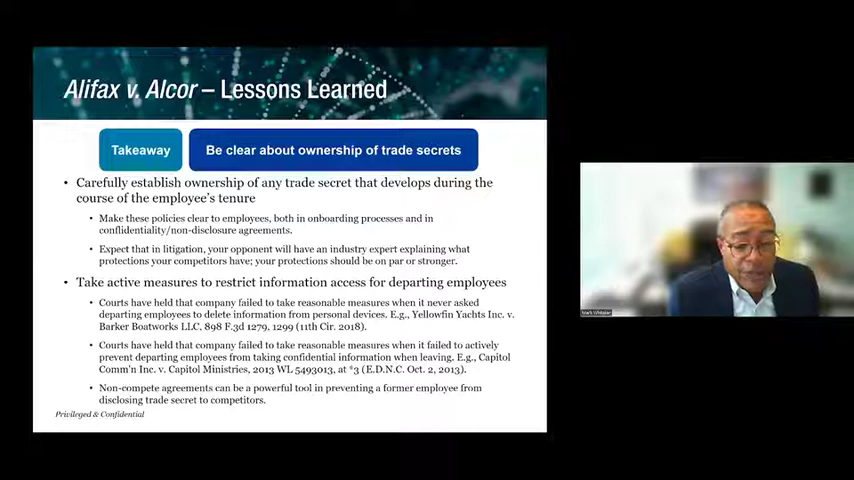 Alifax v. Alcor – Lessons Learned
Takeaway
Be clear about ownership of trade secrets
• Carefully establish ownership of any trade secret that develops during the
course of the employee's tenure
• Make these policies clear to employees, both in onboarding processes and in
confidentiality/non-disclosure agreements.
• Expect that in litigation, your opponent will have an industry expert explaining what
protections your competitors have; your protections should be on par or stronger.
• Take active measures to restrict information access for departing employees
• Courts have held that company failed to take reasonable measures when it never asked
departing employees to delete information from personal devices. E.g., Yellowfin Yachts Inc. v.
Barker Boatworks LLC, 898 F.3d 1279, 1299 (11th Cir. 2018).
• Courts have held that company failed to take reasonable measures when it failed to actively
prevent departing employees from taking confidential information when leaving. E.g., Capitol
Comm'n Inc. v. Capitol Ministries, 2013 WL 5493013, at *3 (E.D.N.C. Oct. 2, 2013).
• Non-compete agreements can be a powerful tool in preventing a former employee from
disclosing trade secret to competitors.
Privileged & Confidential
Mark Whitaker